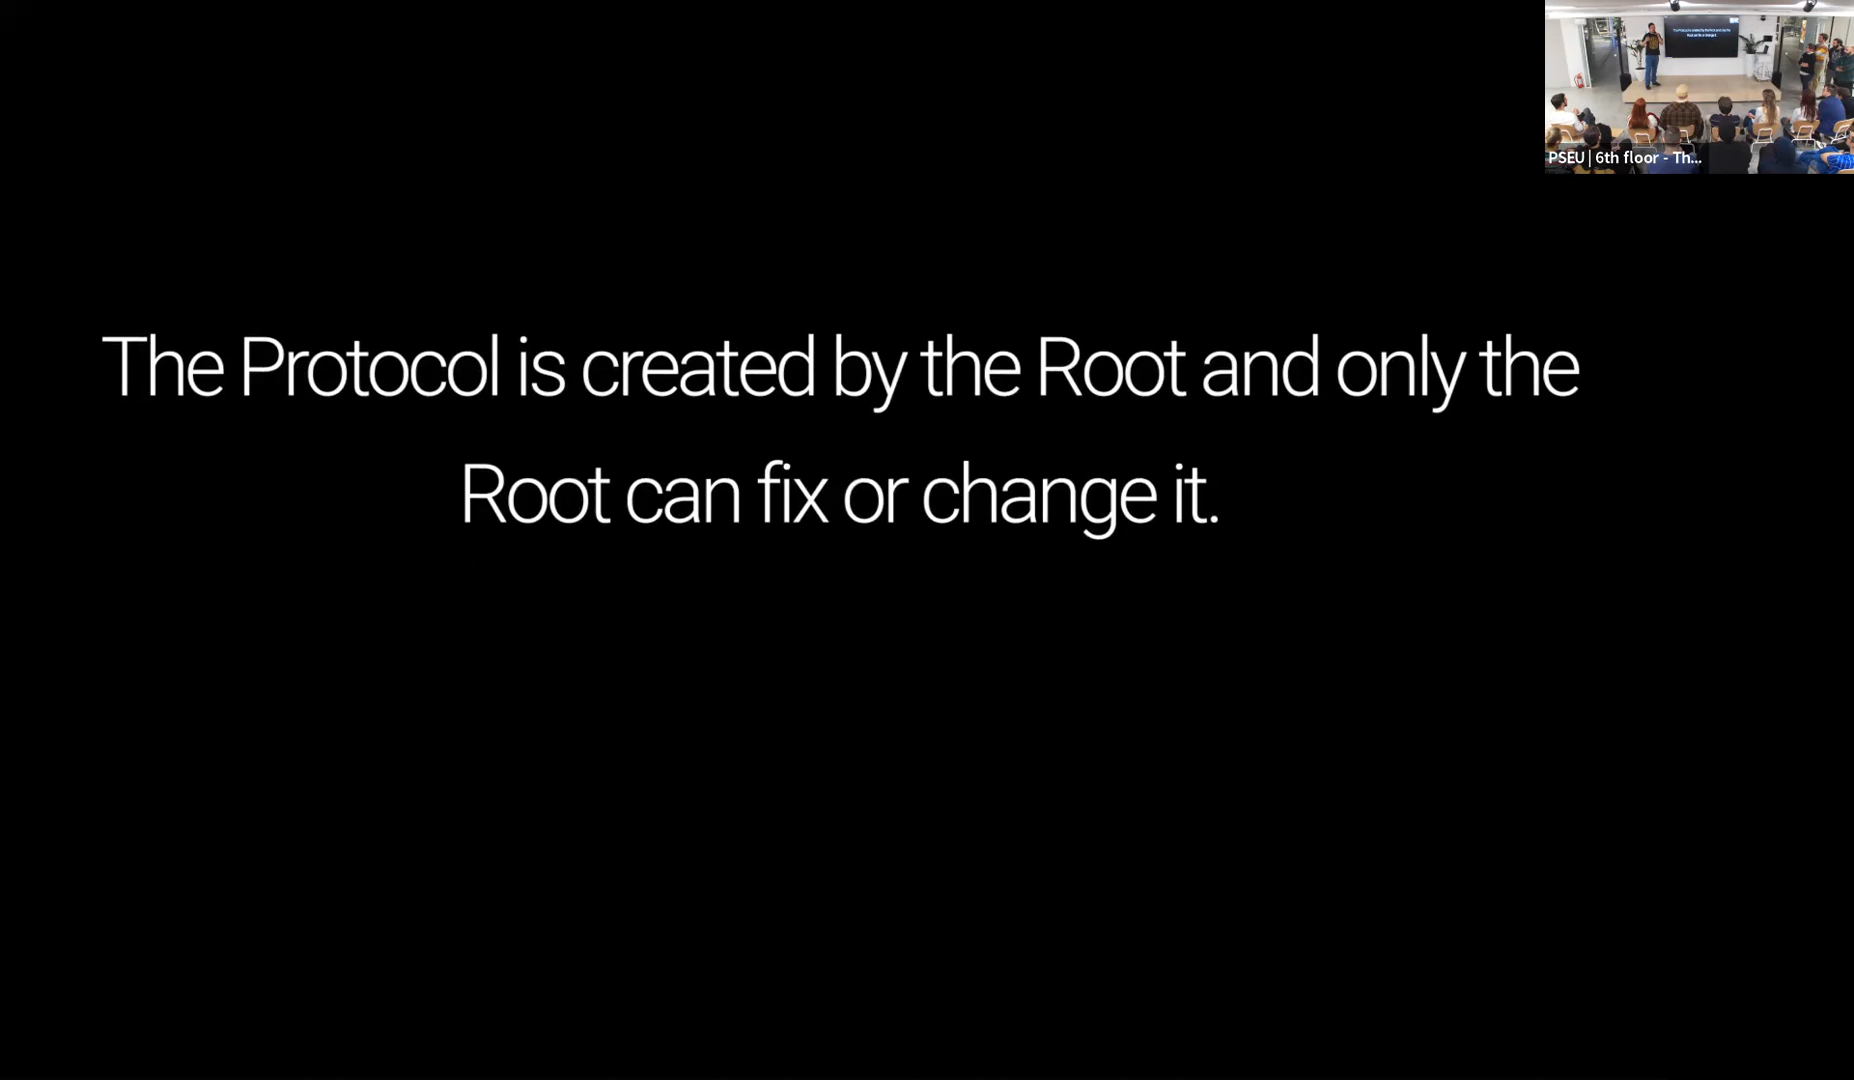 The Protocol is created by the Root and only the
Root can fix or change it.
PSEU | 6th floor - Th...